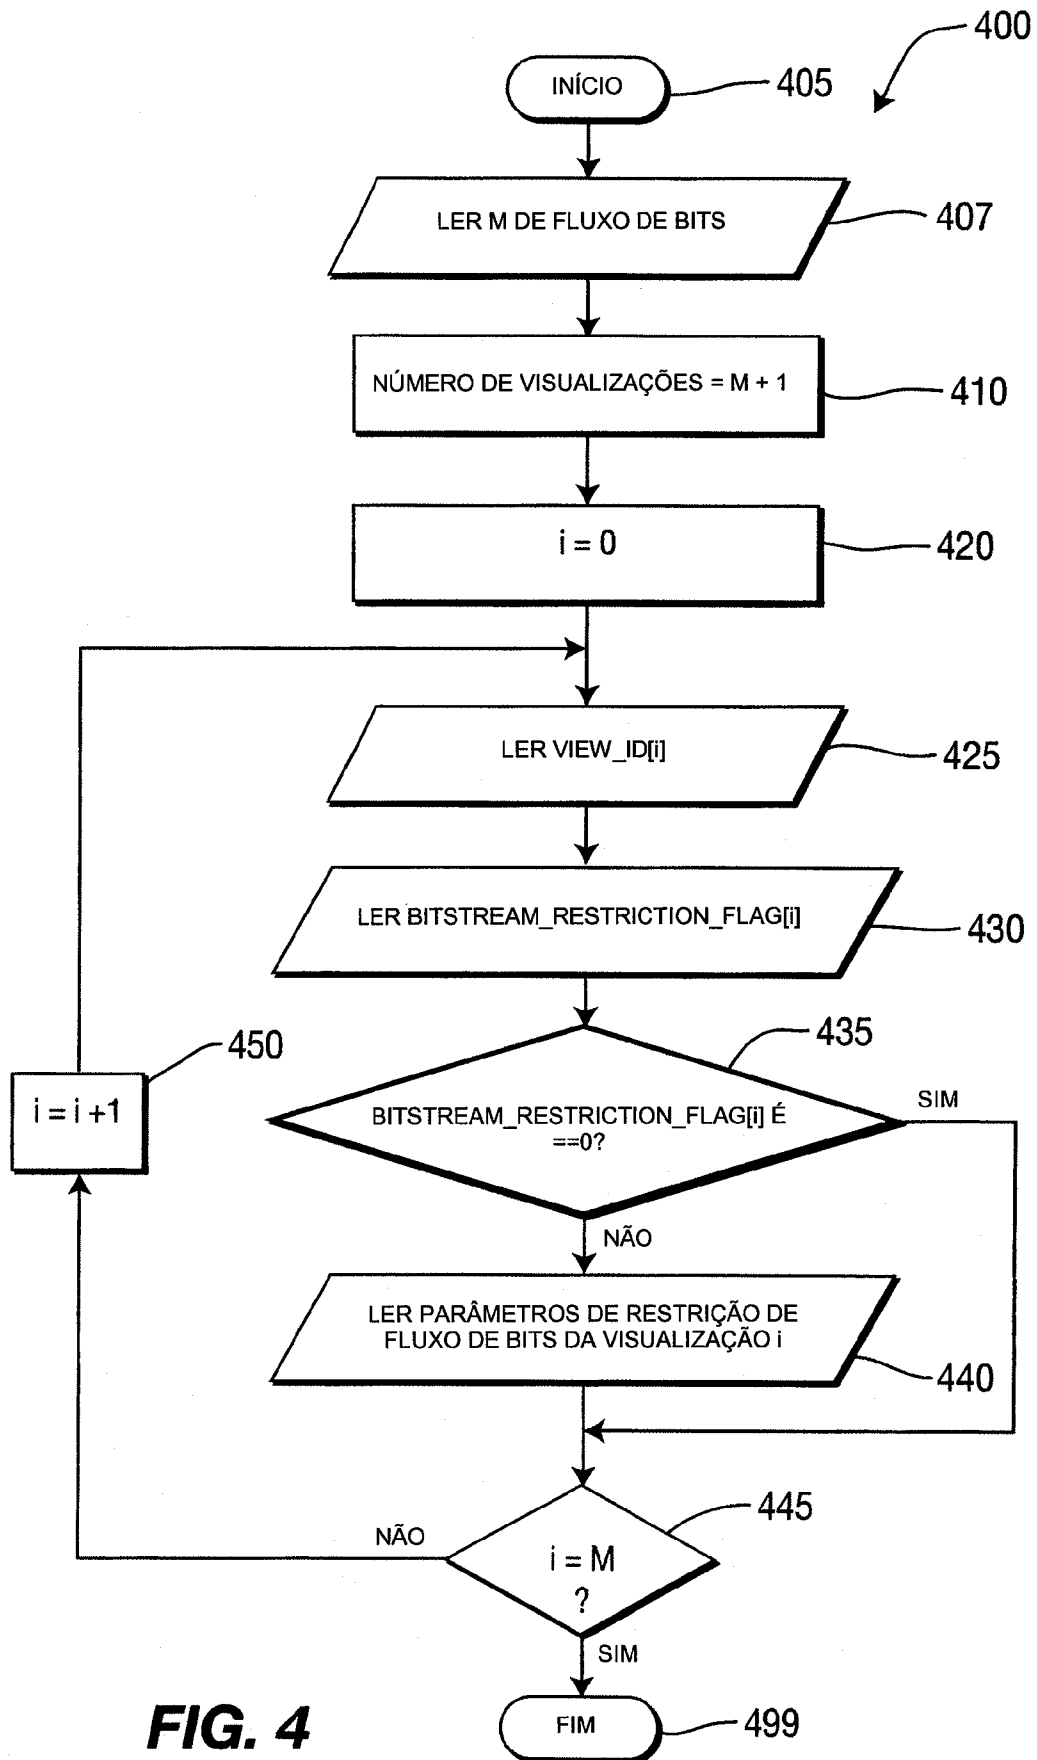 400
INÍCIO
405
LER M DE FLUXO DE BITS
407
NÚMERO DE VISUALIZAÇÕES = M + 1
410
i = 0
420
LER VIEW_ID[i]
425
LER BITSTREAM_RESTRICTION_FLAG[i]
430
435
450
i = i +1
BITSTREAM_RESTRICTION_FLAG[i] É
==0?
SIM
NÃO
LER PARÂMETROS DE RESTRIÇÃO DE
FLUXO DE BITS DA VISUALIZAÇÃO i
440
445
NÃO
i = M
?
SIM
FIM
499
FIG. 4